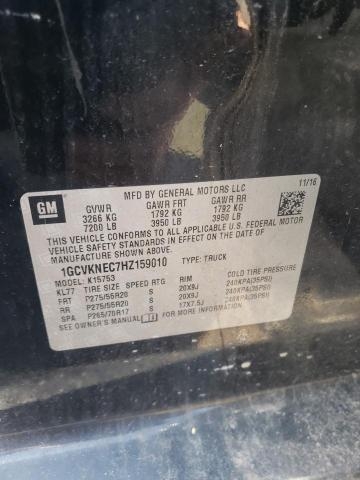 GM
MFD BY GENERAL MOTORS LLC
11/16
GVWR GAWR FRT GAWR RR
3266 KG 1792 KG 1792 KG
7200 LB 3950 LB 3950 LB
THIS VEHICLE CONFORMS TO ALL APPLICABLE U.S. FEDERAL MOTOR
VEHICLE SAFETY STANDARDS IN EFFECT ON THE DATE OF
MANUFACTURE SHOWN ABOVE.
1GCVKNEC7HZ159010 TYPE: TRUCK
MODEL: K15753
KL77 TIRE SIZE SPEED RTG RIM COLD TIRE PRESSURE
FRT P275/55R20 S 20X9J 240KPA(35PSI)
RR P275/55R20 S 20X9J 240KPA(35PSI)
SPA P265/70R17 S 17X7.5J 240KPA(35PSI)
SEE OWNER'S MANUAL FOR MORE INFORMATION